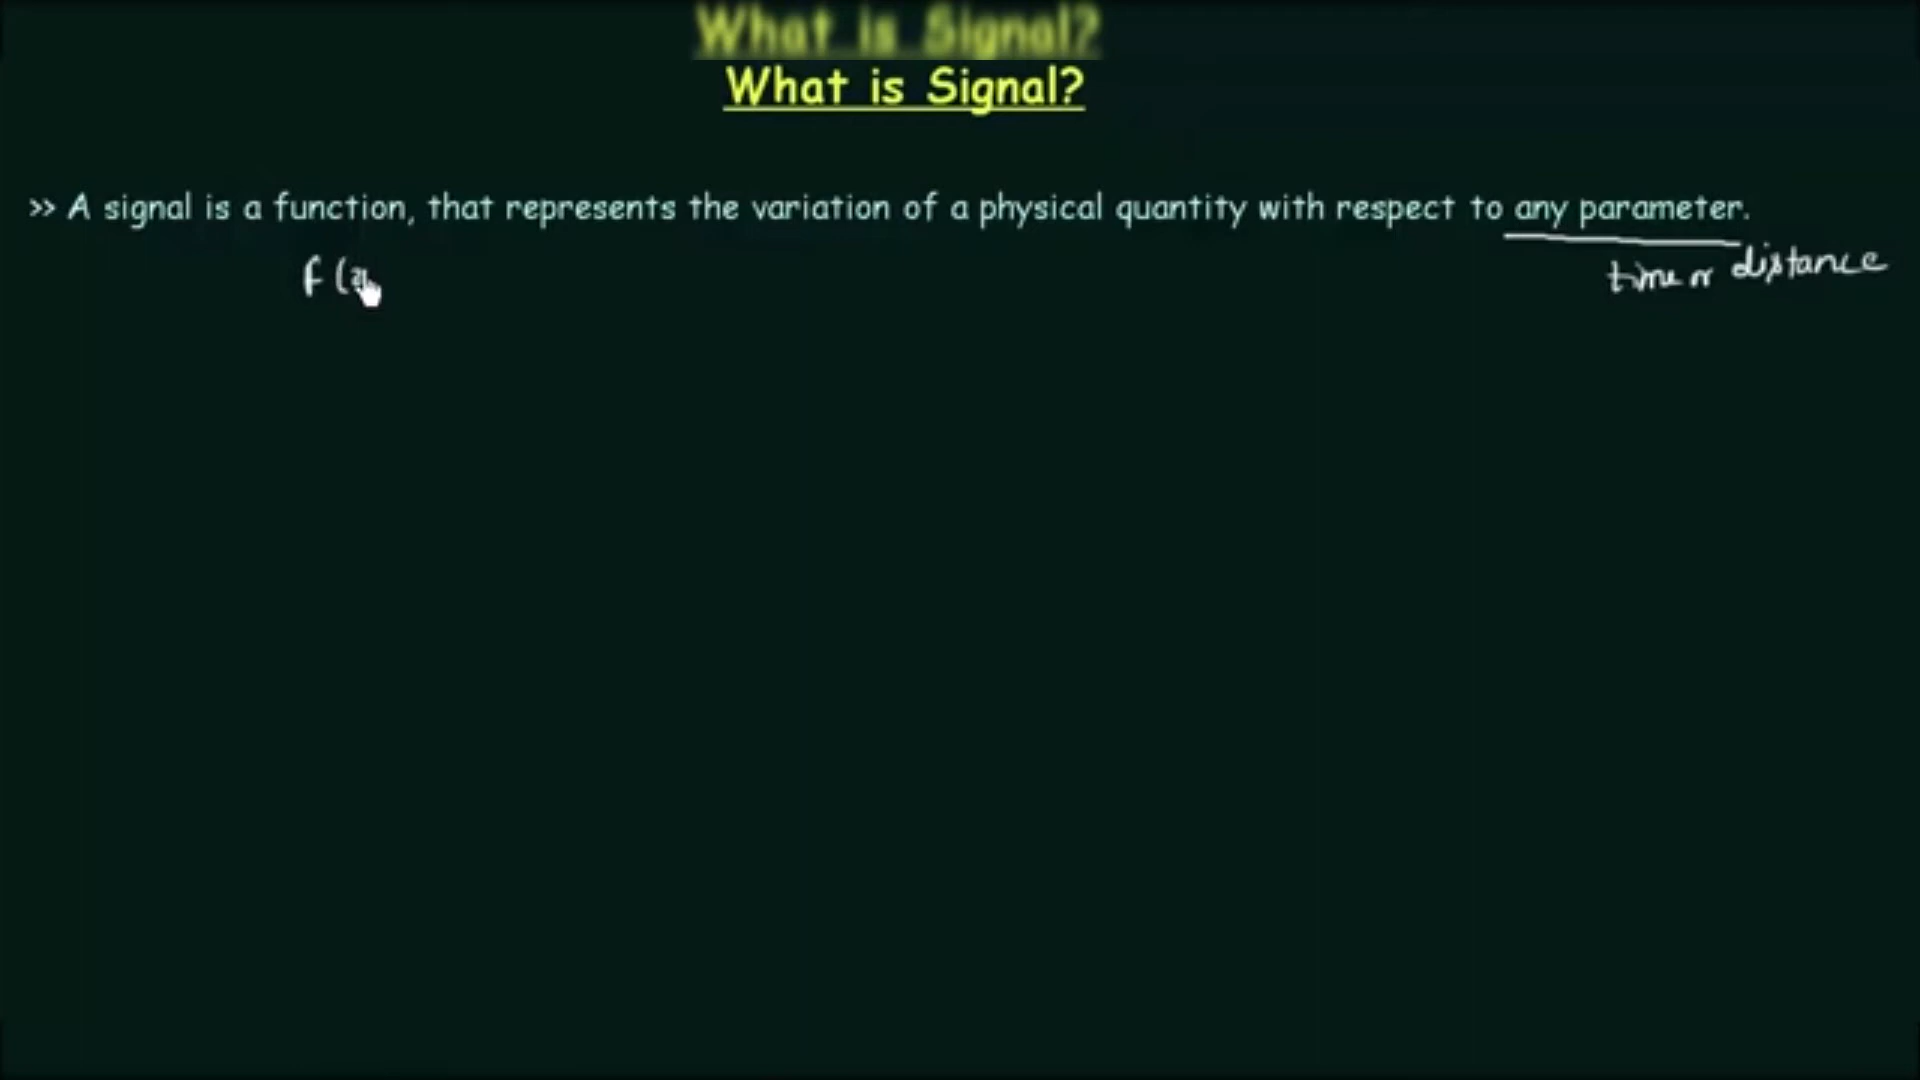 What is Signal?
What is Signal?
>> A signal is a function, that represents the variation of a physical quantity with respect to any parameter.
f (
time or distance